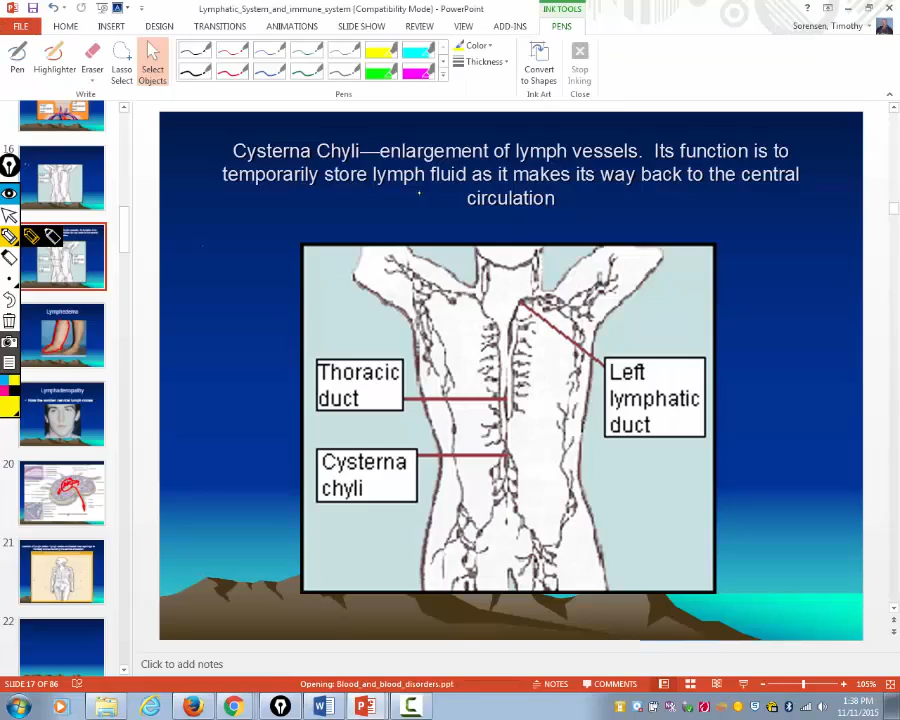 Lymphatic_System_and_immune_system [Compatibility Mode] - PowerPoint
INK TOOLS
FILE HOME INSERT DESIGN TRANSITIONS ANIMATIONS SLIDE SHOW REVIEW VIEW ADD-INS PENS
Sorensen, Timothy
Pen Highlighter Eraser Lasso Select Select Objects
Color
Thickness
Convert to Shapes
Stop Inking
Write Pens Ink Art Close
16
Cysterna Chyli—enlargement of lymph vessels. Its function is to
temporarily store lymph fluid as it makes its way back to the central
circulation
Thoracic
duct
Cysterna
chyli
Left
lymphatic
duct
Lymphedema
Lymphadenopathy
20
21
22
Click to add notes
SLIDE 17 OF 86
Opening: Blood_and_blood_disorders.ppt
NOTES
COMMENTS
105%
1:38 PM
11/11/2015